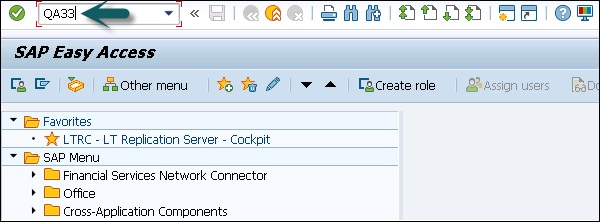 QA33
SAP Easy Access
Other menu Create role Assign users
Favorites
LTRC - LT Replication Server - Cockpit
SAP Menu
Financial Services Network Connector
Office
Cross-Application Components